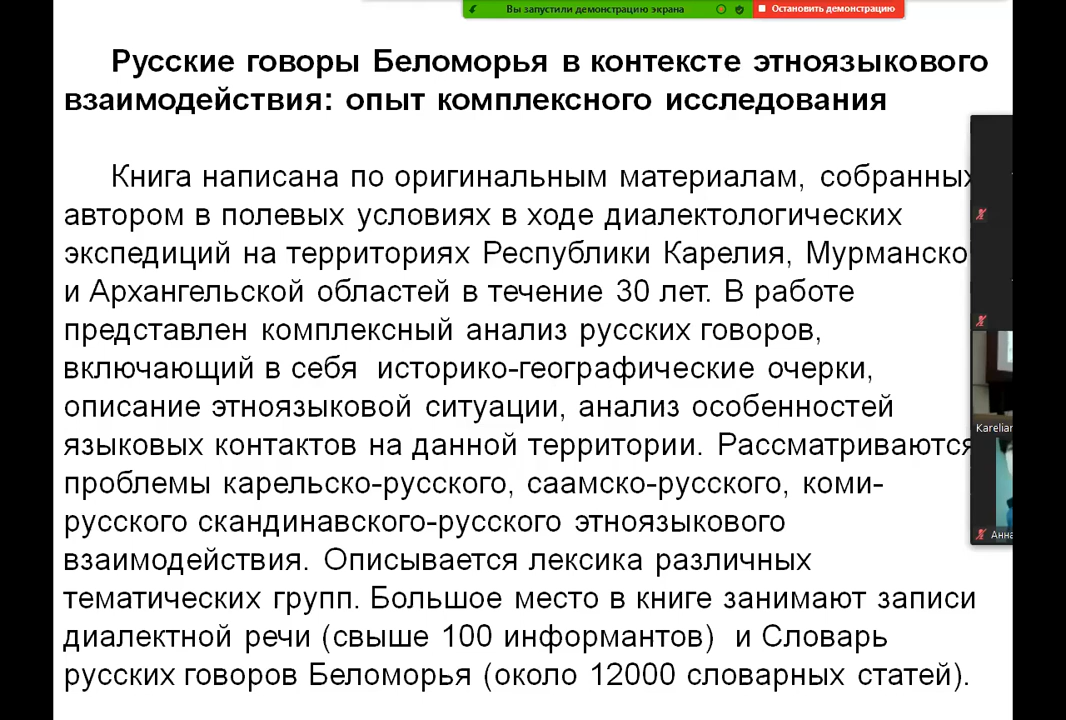 Вы запустили демонстрацию экрана
Остановить демонстрацию
Русские говоры Беломорья в контексте этноязыкового
взаимодействия: опыт комплексного исследования
Книга написана по оригинальным материалам, собранных
автором в полевых условиях в ходе диалектологических
экспедиций на территориях Республики Карелия, Мурманско
и Архангельской областей в течение 30 лет. В работе
представлен комплексный анализ русских говоров,
включающий в себя историко-географические очерки,
описание этноязыковой ситуации, анализ особенностей
языковых контактов на данной территории. Рассматриваются
проблемы карельско-русского, саамско-русского, коми-
русского скандинавского-русского этноязыкового
взаимодействия. Описывается лексика различных
тематических групп. Большое место в книге занимают записи
диалектной речи (свыше 100 информантов) и Словарь
русских говоров Беломорья (около 12000 словарных статей).
Karelian
Анна